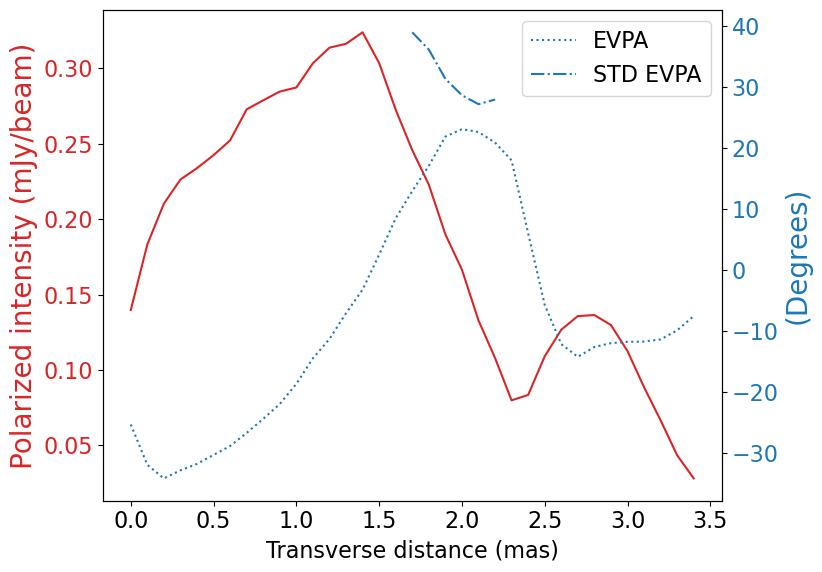 Polarized intensity (mJy/beam)
0.30
0.25
0.20
0.15
0.10
0.05
EVPA
STD EVPA
40
30
20
10
0
−10
−20
−30
(Degrees)
0.0 0.5 1.0 1.5 2.0 2.5 3.0 3.5
Transverse distance (mas)